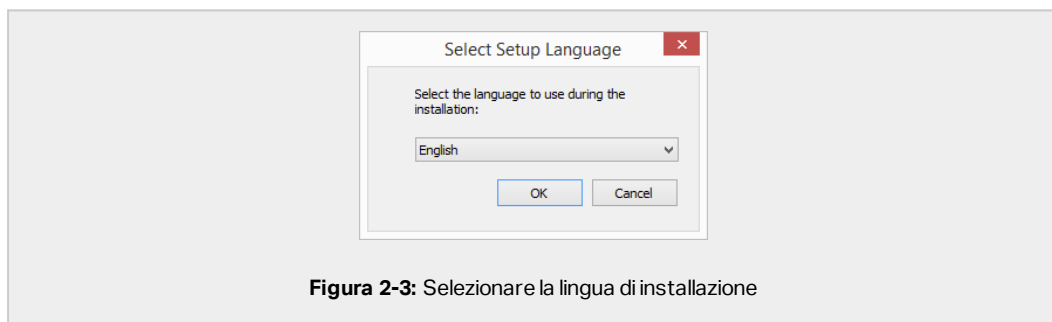 Select Setup Language
Select the language to use during the
installation:
English
OK
Cancel
Figura 2-3: Selezionare la lingua di installazione